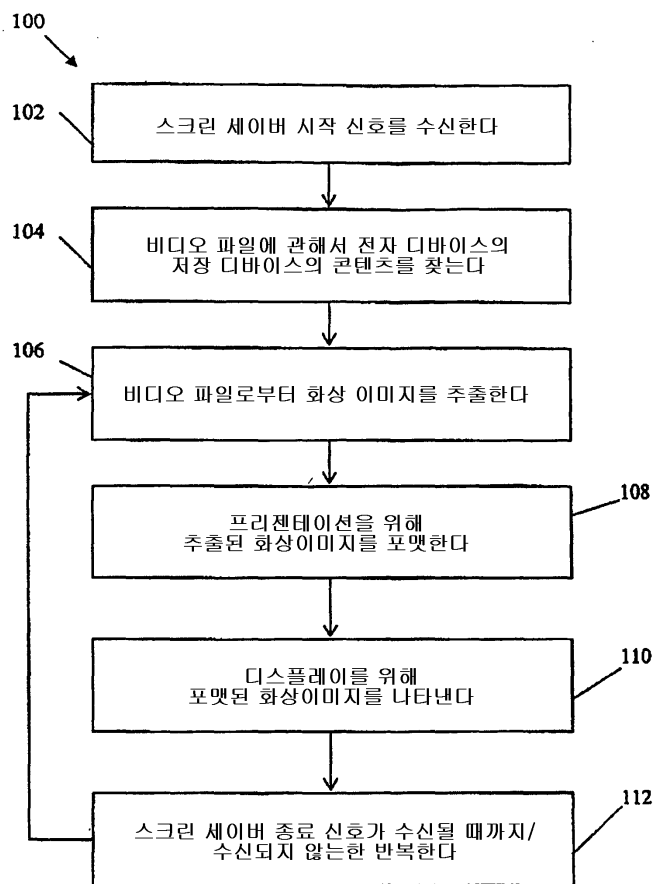 100
102
스크린 세이버 시작 신호를 수신한다
104
비디오 파일에 관해서 전자 디바이스의
저장 디바이스의 콘텐츠를 찾는다
106
비디오 파일로부터 화상 이미지를 추출한다
108
프리젠테이션을 위해
추출된 화상이미지를 포맷한다
110
디스플레이를 위해
포맷된 화상이미지를 나타낸다
112
스크린 세이버 종료 신호가 수신될 때까지/
수신되지 않는한 반복한다